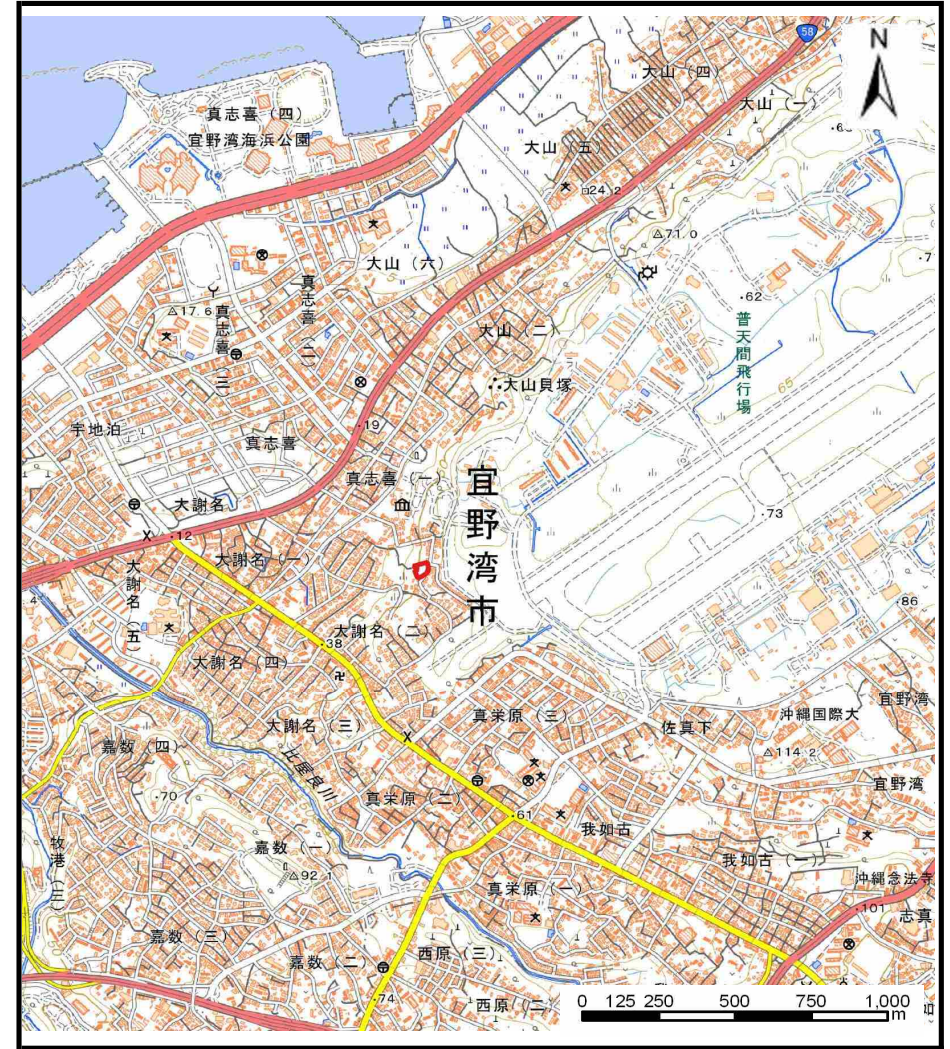 58
N
大山（四）
大山（一）
真志喜（四）
宜野湾海浜公園
大山（五）
24.2
71.0
大山（六）
62
真志喜（二）
17.6
真志喜（三）
普天間飛行場
大山（二）
65
大山貝塚
宇地泊
19
真志喜
真志喜（一）
宜野湾市
大謝名
73
12
大謝名（一）
大謝名（五）
4
86
大謝名（二）
38
大謝名（四）
宜野湾
真栄原（三）
沖縄国際大
大謝名（三）
佐真下
嘉数（四）
114.2
比屋良川
宜野湾
70
真栄原（二）
61
我如古
嘉数（一）
牧港（三）
我如古（一）
92.1
沖縄念法寺
真栄原（一）
101
志真
嘉数（三）
西原（三）
嘉数（二）
74
西原（二）
0 125 250 500 750 1,000
m